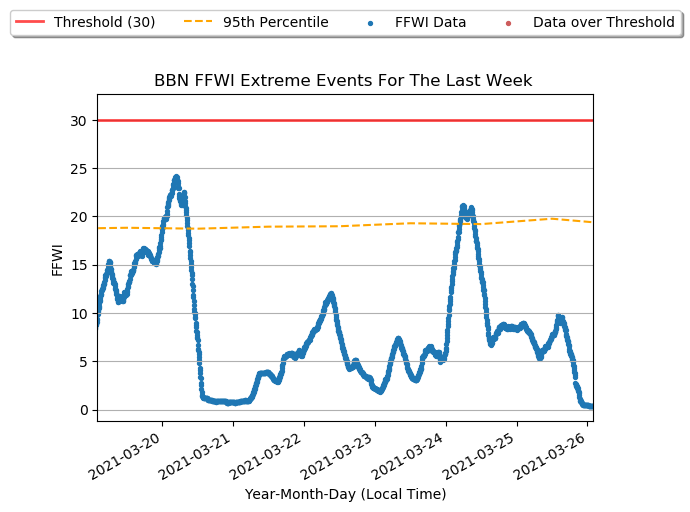 Threshold (30) 95th Percentile FFWI Data Data over Threshold
BBN FFWI Extreme Events For The Last Week
FFWI
30
25
20
15
10
5
0
2021-03-20 2021-03-21 2021-03-22 2021-03-23 2021-03-24 2021-03-25 2021-03-26
Year-Month-Day (Local Time)